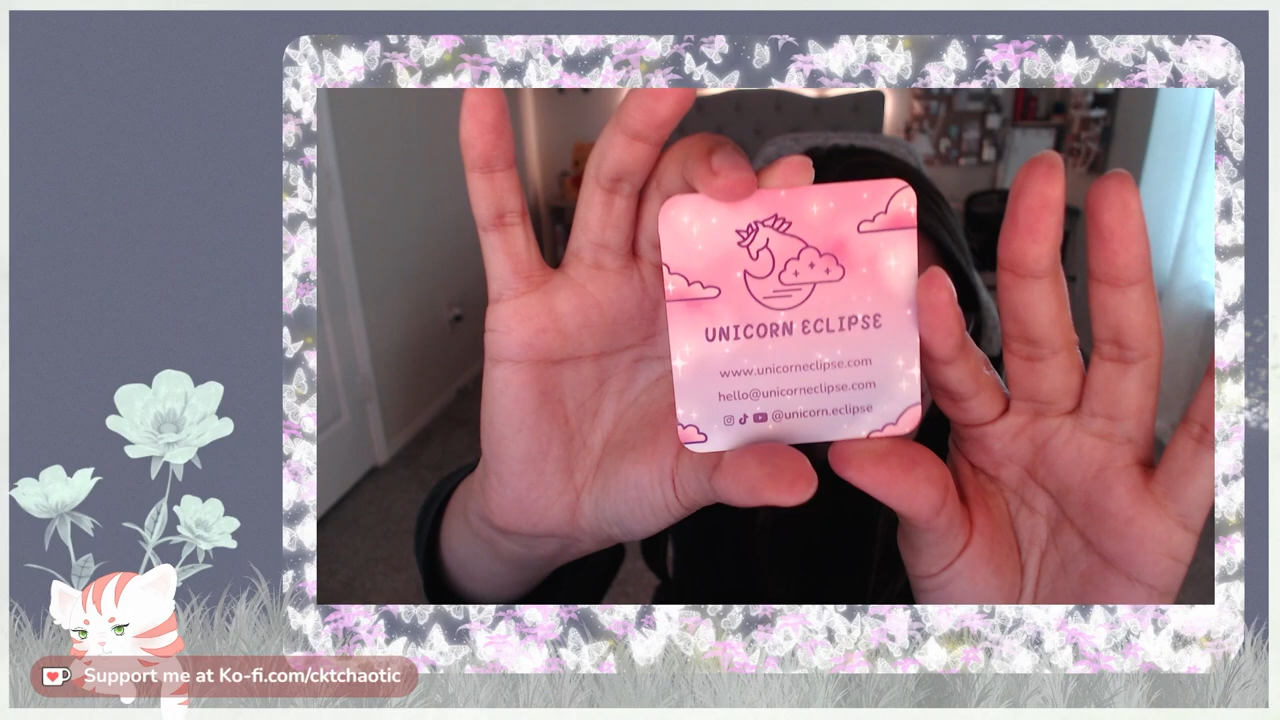 UNICORN ECLIPSE
www.unicorneclipse.com
hello@unicorneclipse.com
@unicorn.eclipse
Support me at Ko-fi.com/cktchaotic